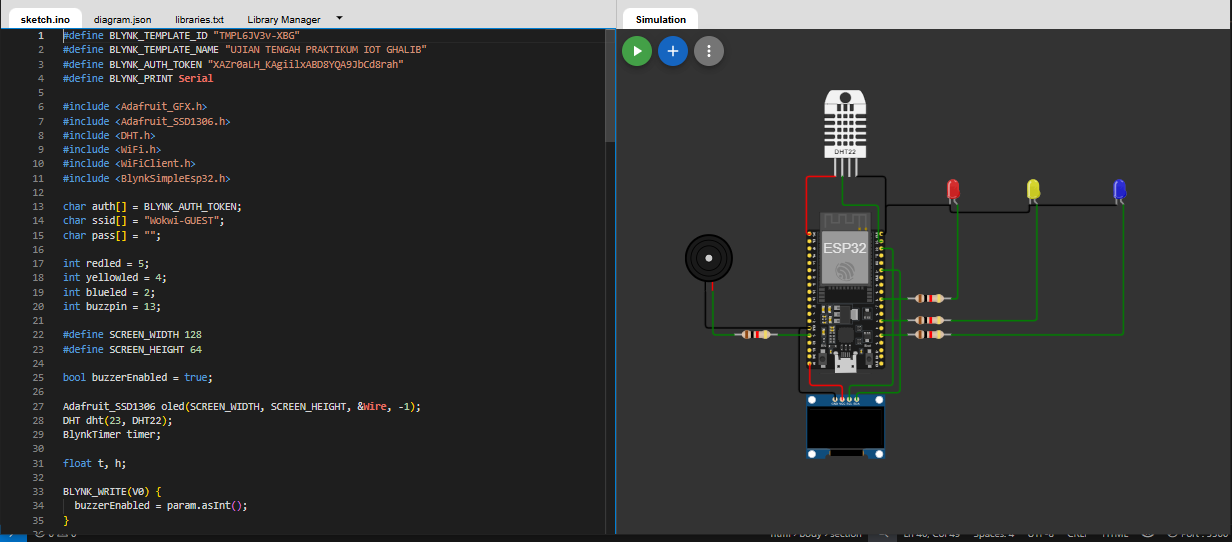 sketch.ino diagram.json libraries.txt Library Manager
Simulation
1 #define BLYNK_TEMPLATE_ID "TMPL6JV3v-XBG"
2 #define BLYNK_TEMPLATE_NAME "UJIAN TENGAH PRAKTIKUM IOT GHALIB"
3 #define BLYNK_AUTH_TOKEN "XAZr0aLH_KAgiilxABD8YQA9JbCd8rah"
4 #define BLYNK_PRINT Serial
5
6 #include <Adafruit_GFX.h>
7 #include <Adafruit_SSD1306.h>
8 #include <DHT.h>
9 #include <WiFi.h>
10 #include <WiFiClient.h>
11 #include <BlynkSimpleEsp32.h>
12
13 char auth[] = BLYNK_AUTH_TOKEN;
14 char ssid[] = "Wokwi-GUEST";
15 char pass[] = "";
16
17 int redled = 5;
18 int yellowled = 4;
19 int blueled = 2;
20 int buzzpin = 13;
21
22 #define SCREEN_WIDTH 128
23 #define SCREEN_HEIGHT 64
24
25 bool buzzerEnabled = true;
26
27 Adafruit_SSD1306 oled(SCREEN_WIDTH, SCREEN_HEIGHT, &Wire, -1);
28 DHT dht(23, DHT22);
29 BlynkTimer timer;
30
31 float t, h;
32
33 BLYNK_WRITE(V0) {
34 buzzerEnabled = param.asInt();
35 }
DHT22
ESP32